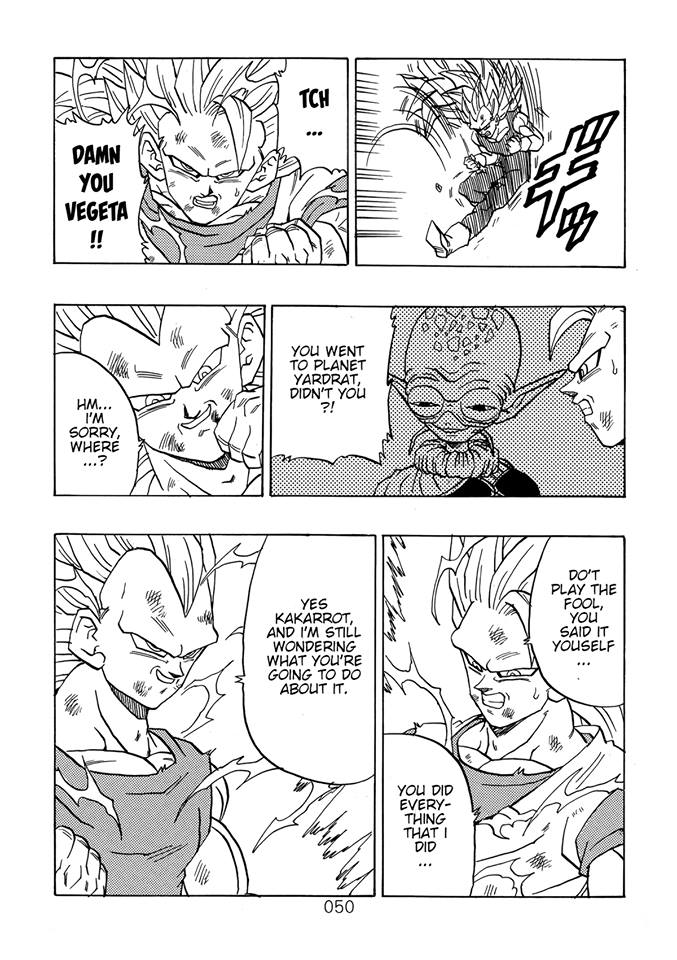 TCH
...
DAMN
YOU
VEGETA
!!
YOU WENT
TO PLANET
YARDRAT,
DIDN'T YOU
?!
HM...
I'M
SORRY,
WHERE
...?
DO'T
PLAY THE
FOOL,
YOU
SAID IT
YOUSELF
...
YOU DID
EVERY-
THING
THAT I
DID
...
YES
KAKARROT,
AND I'M STILL
WONDERING
WHAT YOU'RE
GOING TO DO
ABOUT IT.
050